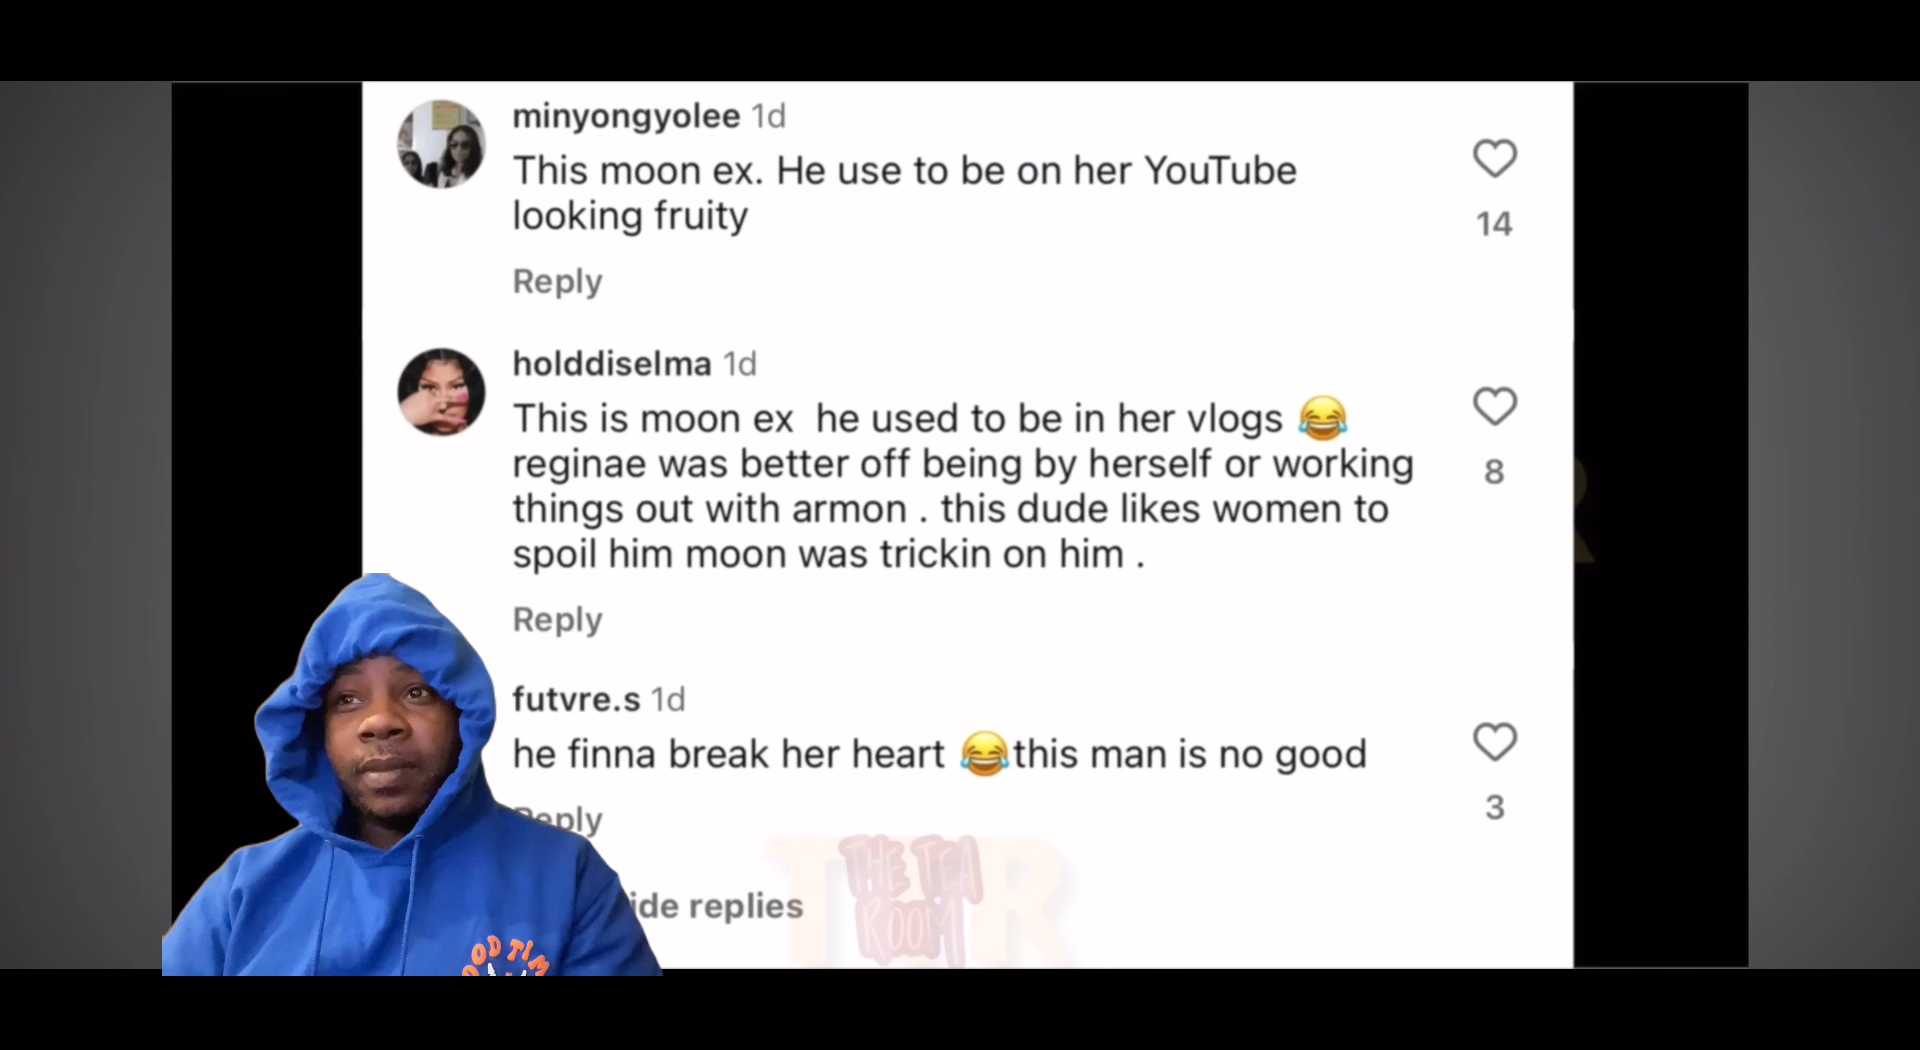 minyongyolee 1d
This moon ex. He use to be on her YouTube
looking fruity
14
Reply
holddiselma 1d
This is moon ex he used to be in her vlogs 😂
reginae was better off being by herself or working
things out with armon . this dude likes women to
spoil him moon was trickin on him .
8
Reply
futvre.s 1d
he finna break her heart 😂this man is no good
3
Reply
ide replies
THE TEA
ROOM
T R
OOD TIM